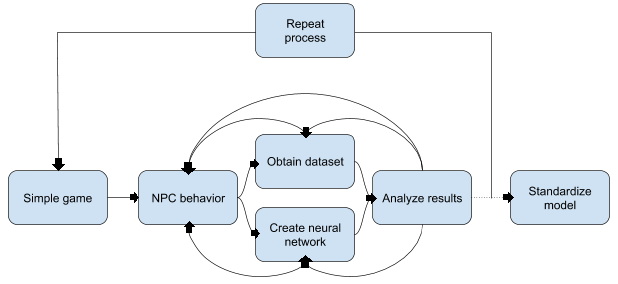 Repeat
process
Simple game
NPC behavior
Obtain dataset
Create neural
network
Analyze results
Standardize
model